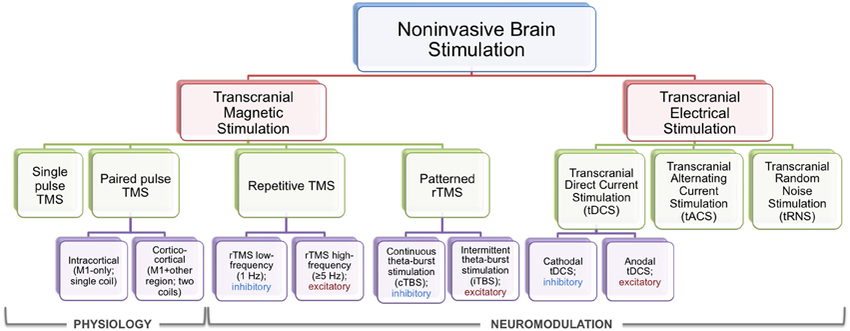 Noninvasive Brain
Stimulation
Transcranial
Magnetic
Stimulation
Transcranial
Electrical
Stimulation
Single
pulse
TMS
Paired pulse
TMS
Repetitive TMS
Patterned
rTMS
Transcranial
Direct Current
Stimulation
(tDCS)
Transcranial
Alternating
Current
Stimulation
(tACS)
Transcranial
Random
Noise
Stimulation
(tRNS)
Intracortical
(M1-only;
single coil)
Cortico-
cortical
(M1+other
region; two
coils)
rTMS low-
frequency
(1 Hz);
inhibitory
rTMS high-
frequency
(≥5 Hz);
excitatory
Continuous
theta-burst
stimulation
(cTBS);
inhibitory
Intermittent
theta-burst
stimulation
(iTBS);
excitatory
Cathodal
tDCS;
inhibitory
Anodal
tDCS;
excitatory
PHYSIOLOGY
NEUROMODULATION